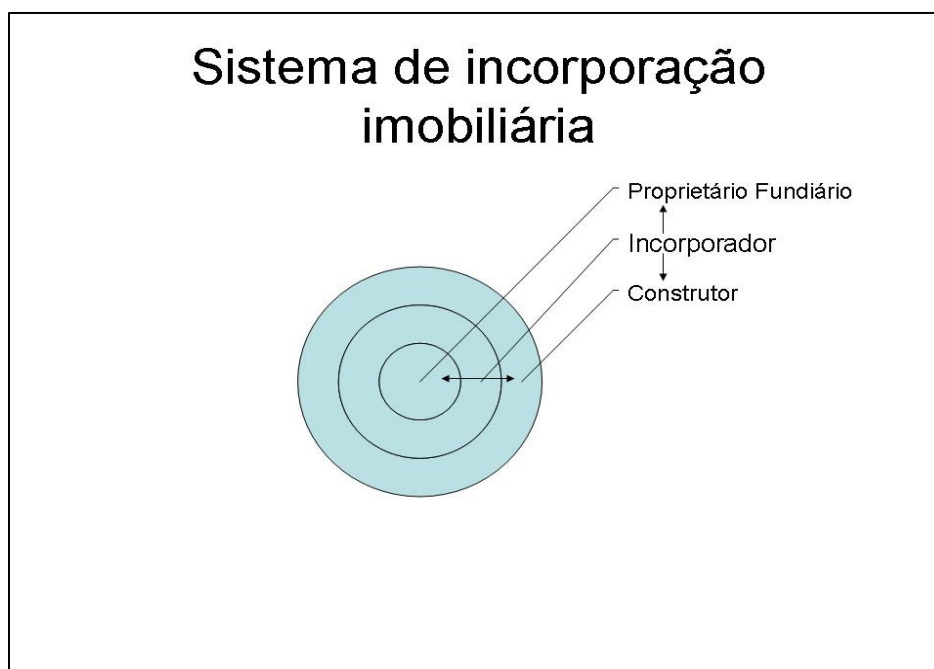 Sistema de incorporação
imobiliária
Proprietário Fundiário
Incorporador
Construtor